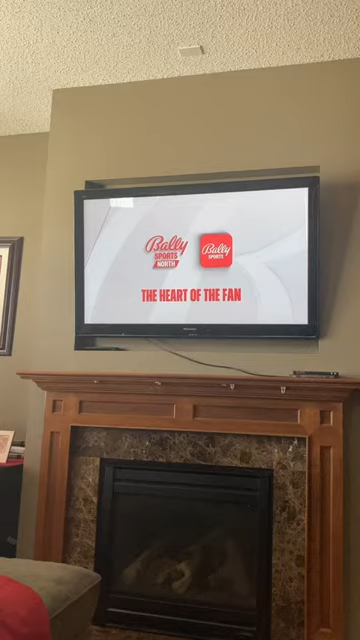 Bally
SPORTS
NORTH
Bally
SPORTS
THE HEART OF THE FAN